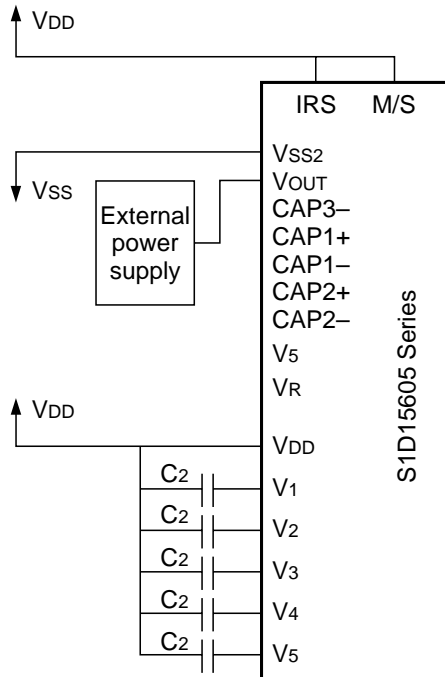 VDD
IRS M/S
VSS2
VSS
VOUT
External
power
supply
CAP3–
CAP1+
CAP1–
CAP2+
CAP2–
V5
VR
S1D15605 Series
VDD
VDD
C2 V1
C2 V2
C2 V3
C2 V4
C2 V5